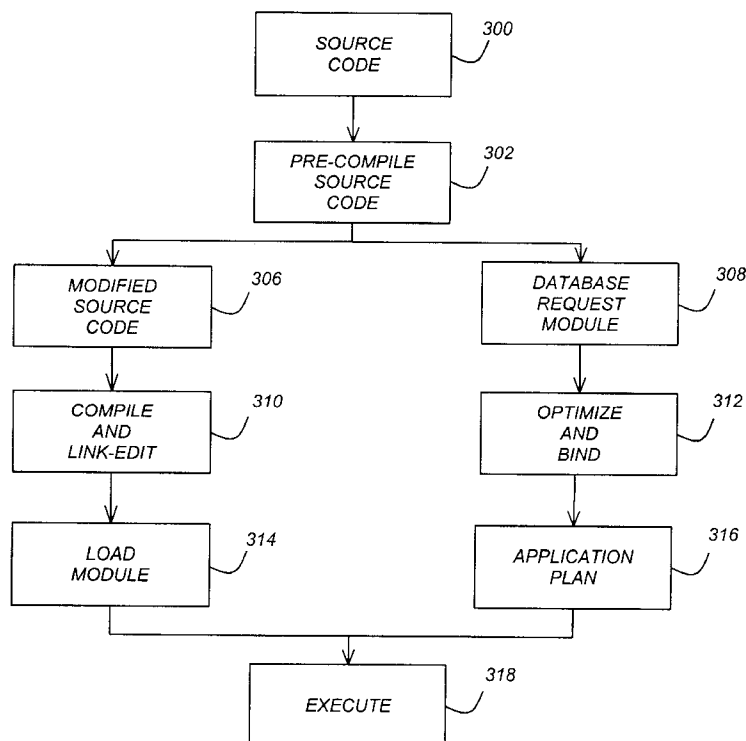 SOURCE
CODE
300
PRE-COMPILE
SOURCE
CODE
302
MODIFIED
SOURCE
CODE
306
DATABASE
REQUEST
MODULE
308
COMPILE
AND
LINK-EDIT
310
OPTIMIZE
AND
BIND
312
LOAD
MODULE
314
APPLICATION
PLAN
316
EXECUTE
318